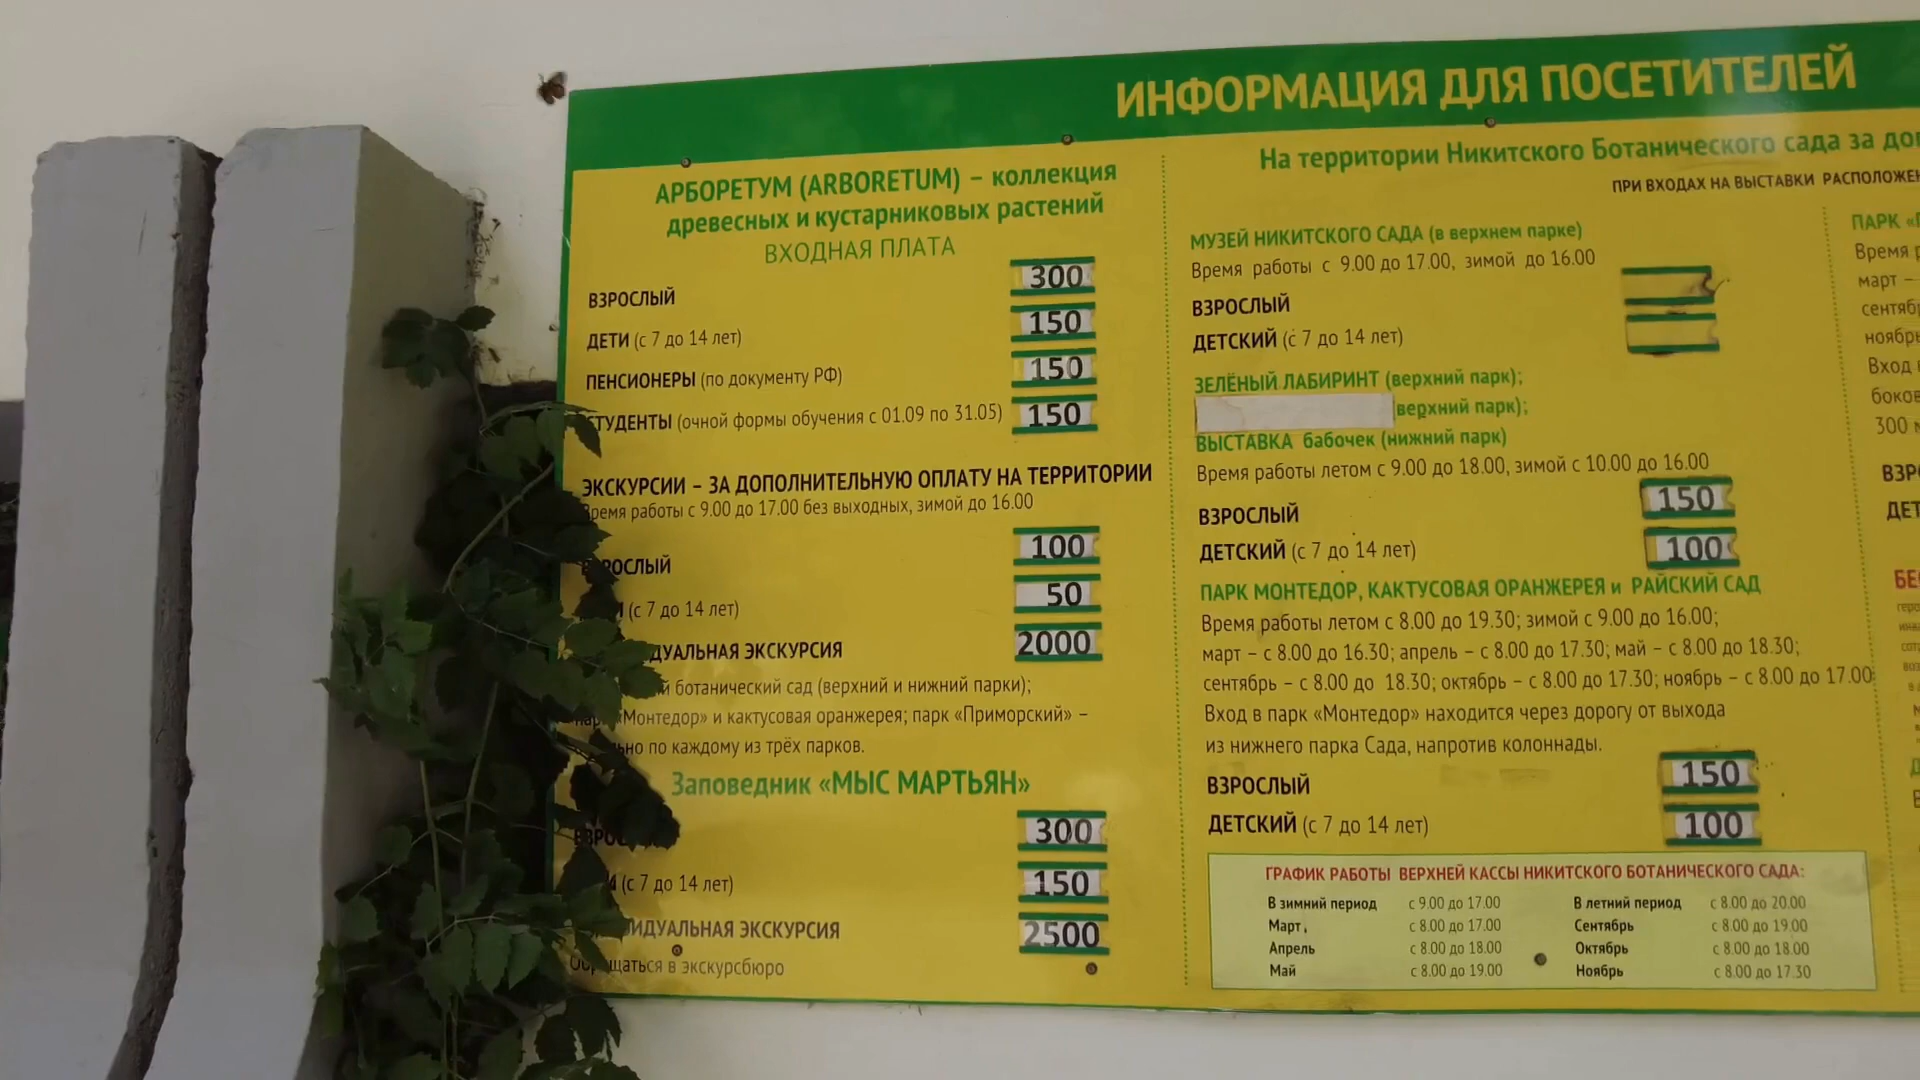 ИНФОРМАЦИЯ ДЛЯ ПОСЕТИТЕЛЕЙ
АРБОРЕТУМ (ARBORETUM) – коллекция
древесных и кустарниковых растений
ВХОДНАЯ ПЛАТА
ВЗРОСЛЫЙ 300
ДЕТИ (с 7 до 14 лет) 150
ПЕНСИОНЕРЫ (по документу РФ) 150
СТУДЕНТЫ (очной формы обучения с 01.09 по 31.05) 150
ЭКСКУРСИИ – ЗА ДОПОЛНИТЕЛЬНУЮ ОПЛАТУ НА ТЕРРИТОРИИ
Время работы с 9.00 до 17.00 без выходных, зимой до 16.00
ВЗРОСЛЫЙ 100
(с 7 до 14 лет) 50
ЭКСКУРСИЯ 2000
ботанический сад (верхний и нижний парки);
«Монтедор» и кактусовая оранжерея; парк «Приморский» –
по каждому из трёх парков.
Заповедник «МЫС МАРТЬЯН»
300
(с 7 до 14 лет) 150
ЭКСКУРСИЯ 2500
Обращаться в экскурсбюро
На территории Никитского Ботанического сада за
ПРИ ВХОДАХ НА ВЫСТАВКИ
МУЗЕЙ НИКИТСКОГО САДА (в верхнем парке)
Время работы с 9.00 до 17.00, зимой до 16.00
ВЗРОСЛЫЙ
ДЕТСКИЙ (с 7 до 14 лет)
ЗЕЛЁНЫЙ ЛАБИРИНТ (верхний парк);
верхний парк);
ВЫСТАВКА бабочек (нижний парк)
Время работы летом с 9.00 до 18.00, зимой с 10.00 до 16.00
ВЗРОСЛЫЙ 150
ДЕТСКИЙ (с 7 до 14 лет) 100
ПАРК МОНТЕДОР, КАКТУСОВАЯ ОРАНЖЕРЕЯ и РАЙСКИЙ САД
Время работы летом с 8.00 до 19.30; зимой с 9.00 до 16.00;
март – с 8.00 до 16.30; апрель – с 8.00 до 17.30; май – с 8.00 до 18.30;
сентябрь – с 8.00 до 18.30; октябрь – с 8.00 до 17.30; ноябрь – с 8.00 до 17.00
Вход в парк «Монтедор» находится через дорогу от выхода
из нижнего парка Сада, напротив колоннады.
ВЗРОСЛЫЙ 150
ДЕТСКИЙ (с 7 до 14 лет) 100
ГРАФИК РАБОТЫ ВЕРХНЕЙ КАССЫ НИКИТСКОГО БОТАНИЧЕСКОГО САДА:
В зимний период с 9.00 до 17.00 В летний период с 8.00 до 20.00
Март с 8.00 до 17.00 Сентябрь с 8.00 до 19.00
Апрель с 8.00 до 18.00 Октябрь с 8.00 до 18.00
Май с 8.00 до 19.00 Ноябрь с 8.00 до 17.30
ПАРК
Время
март –
Вход
300